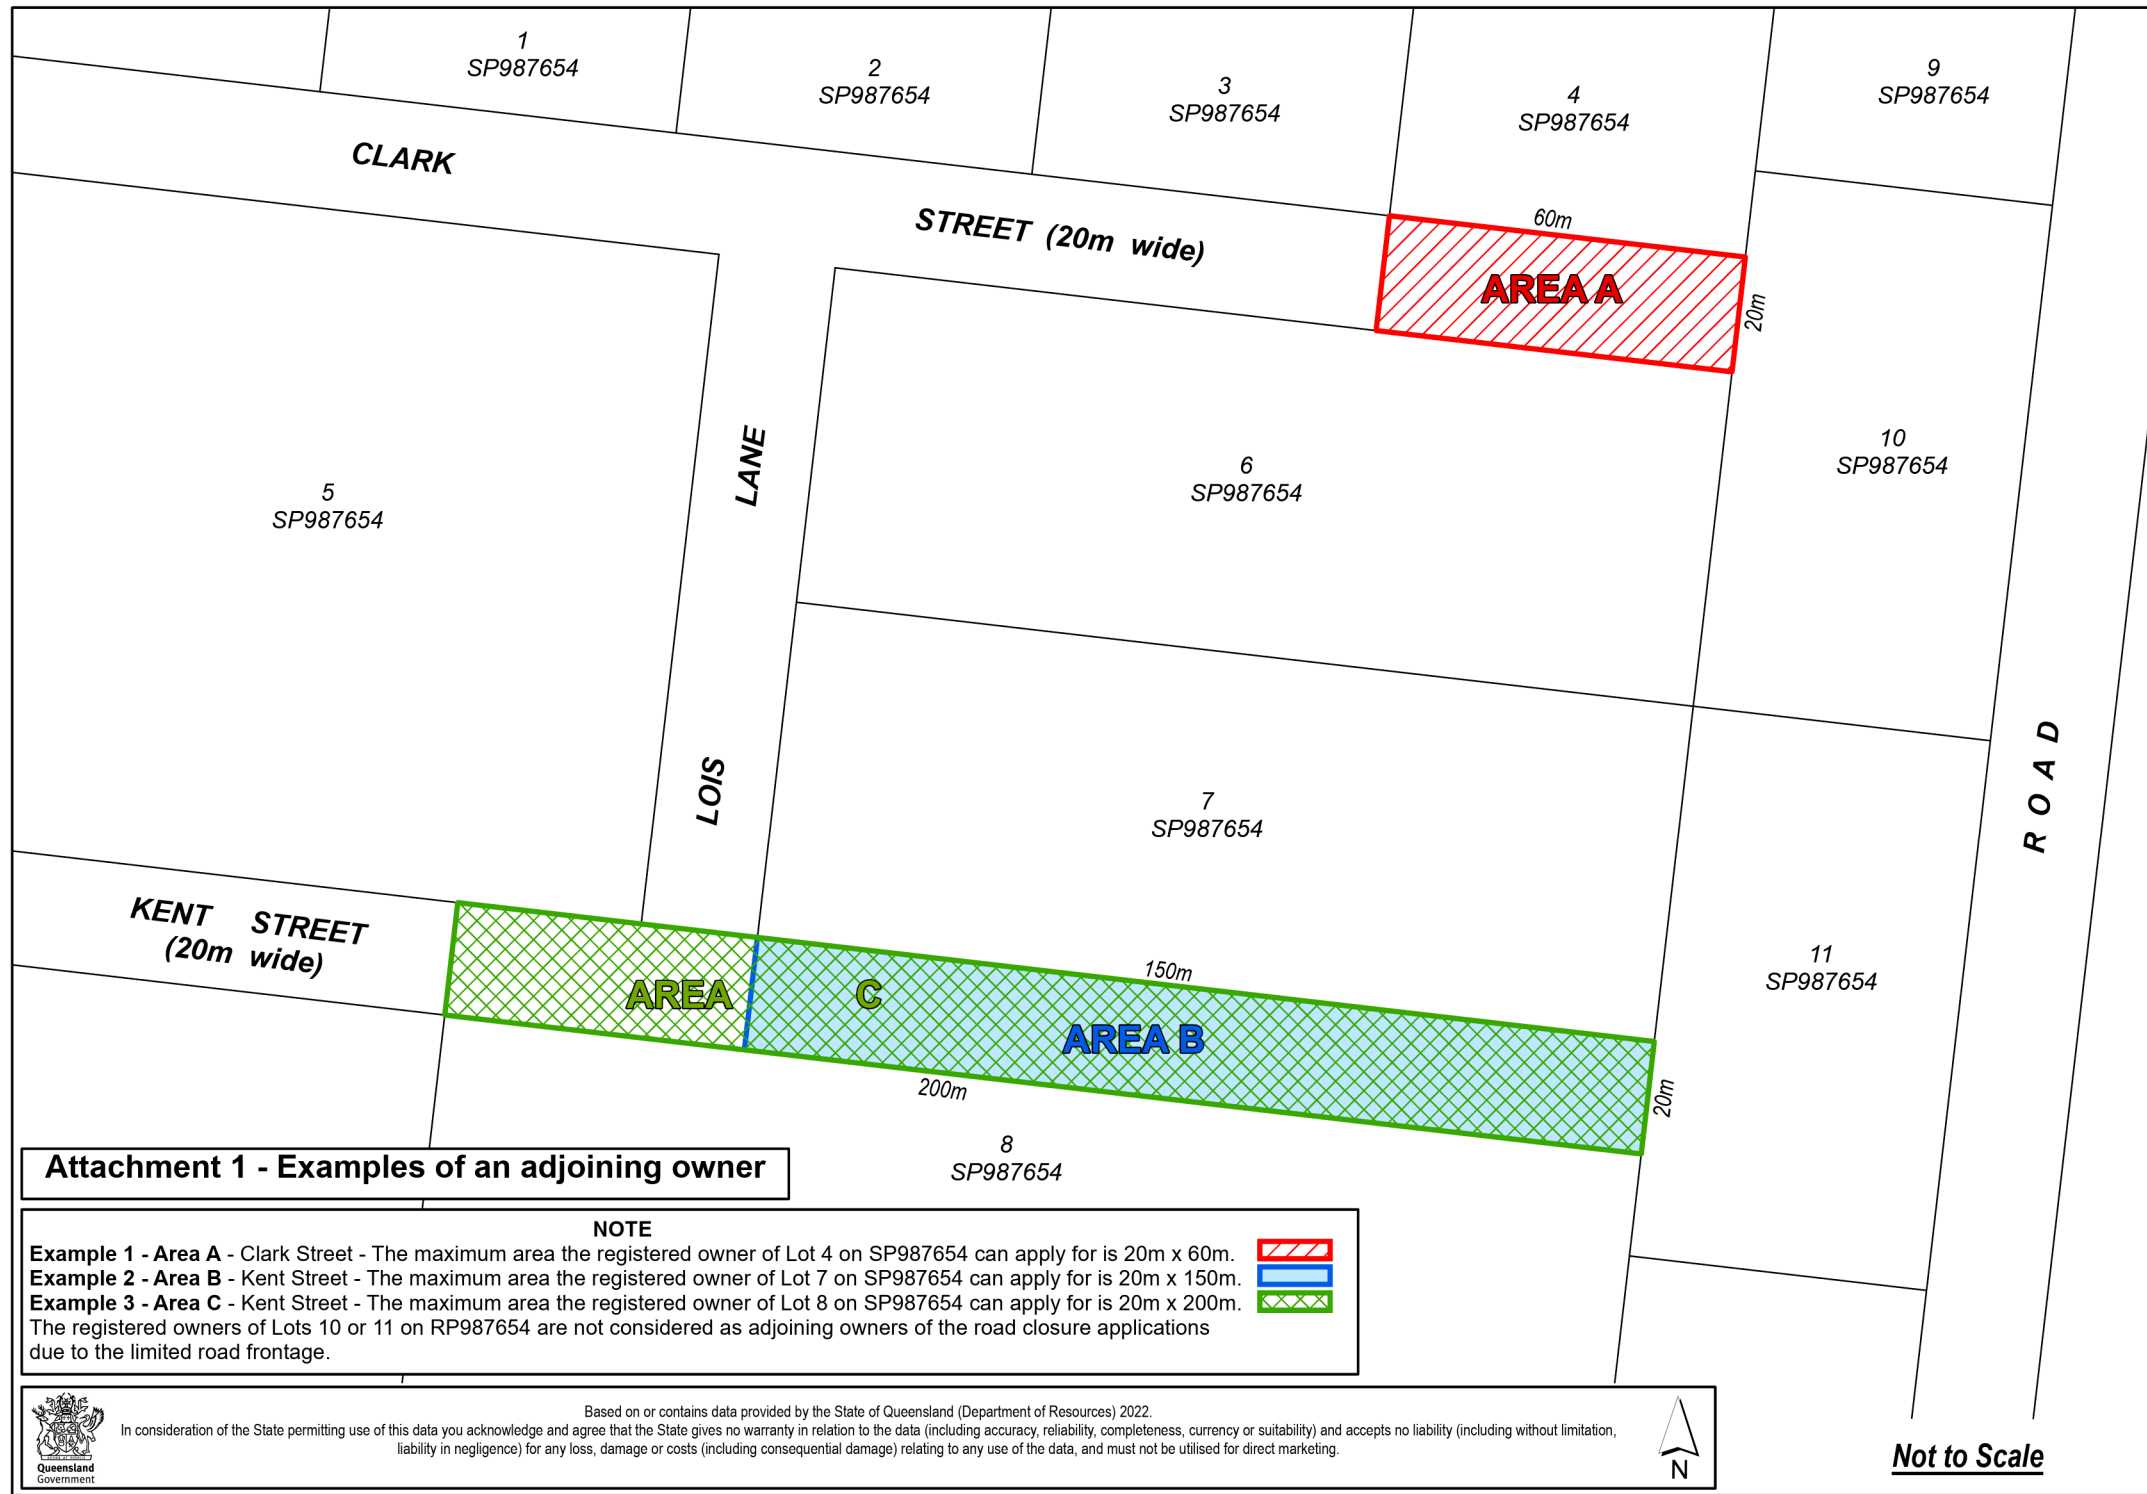 1
SP987654
2
SP987654
3
SP987654
4
SP987654
9
SP987654
CLARK
STREET (20m wide)
60m
AREA A
20m
5
SP987654
LANE
6
SP987654
10
SP987654
LOIS
7
SP987654
ROAD
KENT STREET
(20m wide)
AREA C
150m
AREA B
200m
20m
11
SP987654
8
SP987654
Attachment 1 - Examples of an adjoining owner
NOTE
Example 1 - Area A - Clark Street - The maximum area the registered owner of Lot 4 on SP987654 can apply for is 20m x 60m.
Example 2 - Area B - Kent Street - The maximum area the registered owner of Lot 7 on SP987654 can apply for is 20m x 150m.
Example 3 - Area C - Kent Street - The maximum area the registered owner of Lot 8 on SP987654 can apply for is 20m x 200m.
The registered owners of Lots 10 or 11 on RP987654 are not considered as adjoining owners of the road closure applications
due to the limited road frontage.
Queensland
Government
Based on or contains data provided by the State of Queensland (Department of Resources) 2022.
In consideration of the State permitting use of this data you acknowledge and agree that the State gives no warranty in relation to the data (including accuracy, reliability, completeness, currency or suitability) and accepts no liability (including without limitation,
liability in negligence) for any loss, damage or costs (including consequential damage) relating to any use of the data, and must not be utilised for direct marketing.
N
Not to Scale